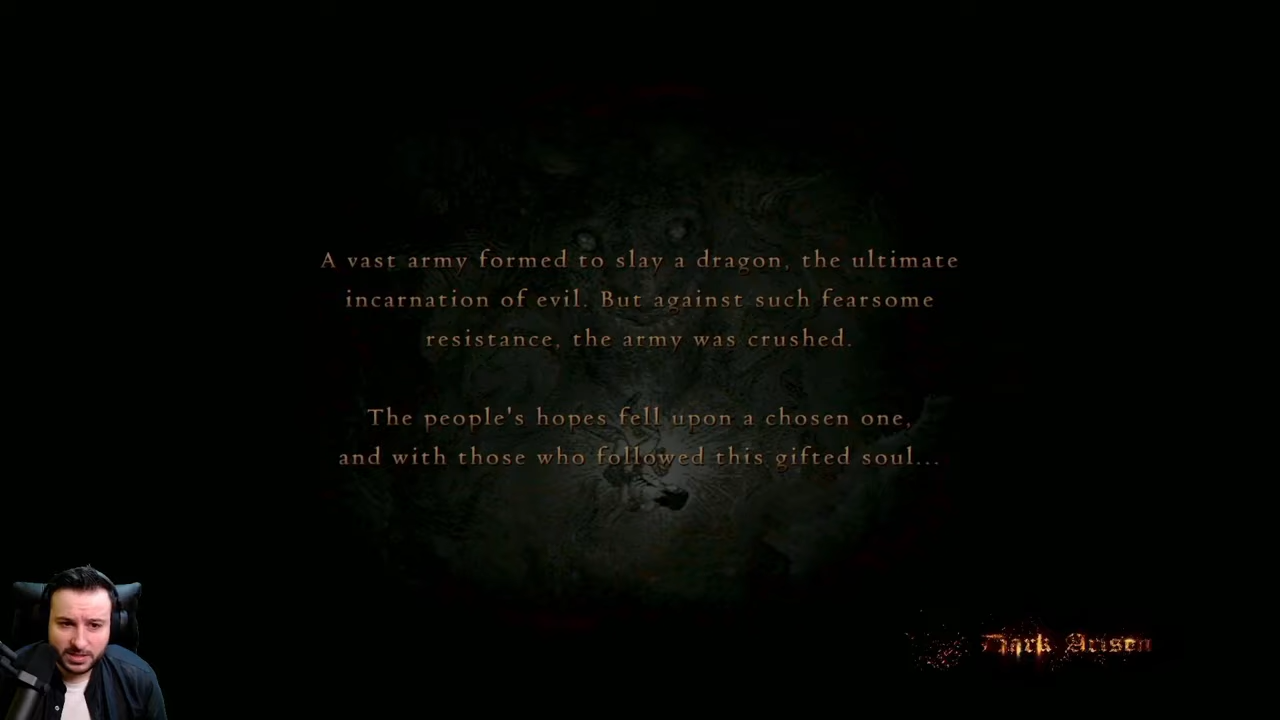 A vast army formed to slay a dragon, the ultimate
incarnation of evil. But against such fearsome
resistance, the army was crushed.
The people's hopes fell upon a chosen one,
and with those who followed this gifted soul...
Dark Arisen